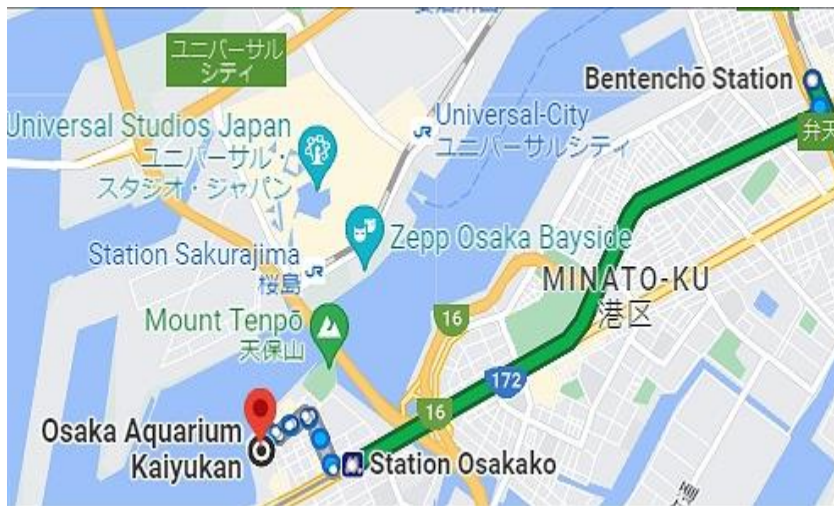 ユニバーサル
シティ
Bentenchō Station
Universal Studios Japan
ユニバーサル・
スタジオ・ジャパン
JR
Universal-City
ユニバーサルシティ
弁天
Station Sakurajima
桜島
JR
Zepp Osaka Bayside
MINATO-KU
港区
Mount Tenpō
天保山
16
172
16
Osaka Aquarium
Kaiyukan
Station Osakako